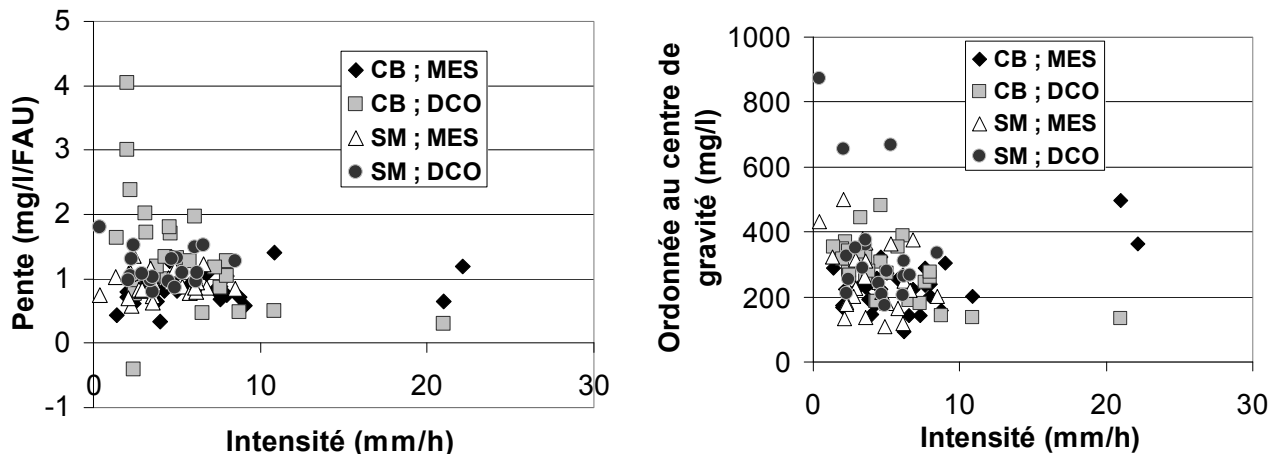 5
4
3
2
1
0
-1
0
10
20
30
Pente (mg/l/FAU)
Intensité (mm/h)
CB ; MES
CB ; DCO
SM ; MES
SM ; DCO
1000
800
600
400
200
0
0
10
20
30
Ordonnée au centre de
gravité (mg/l)
Intensité (mm/h)
CB ; MES
CB ; DCO
SM ; MES
SM ; DCO